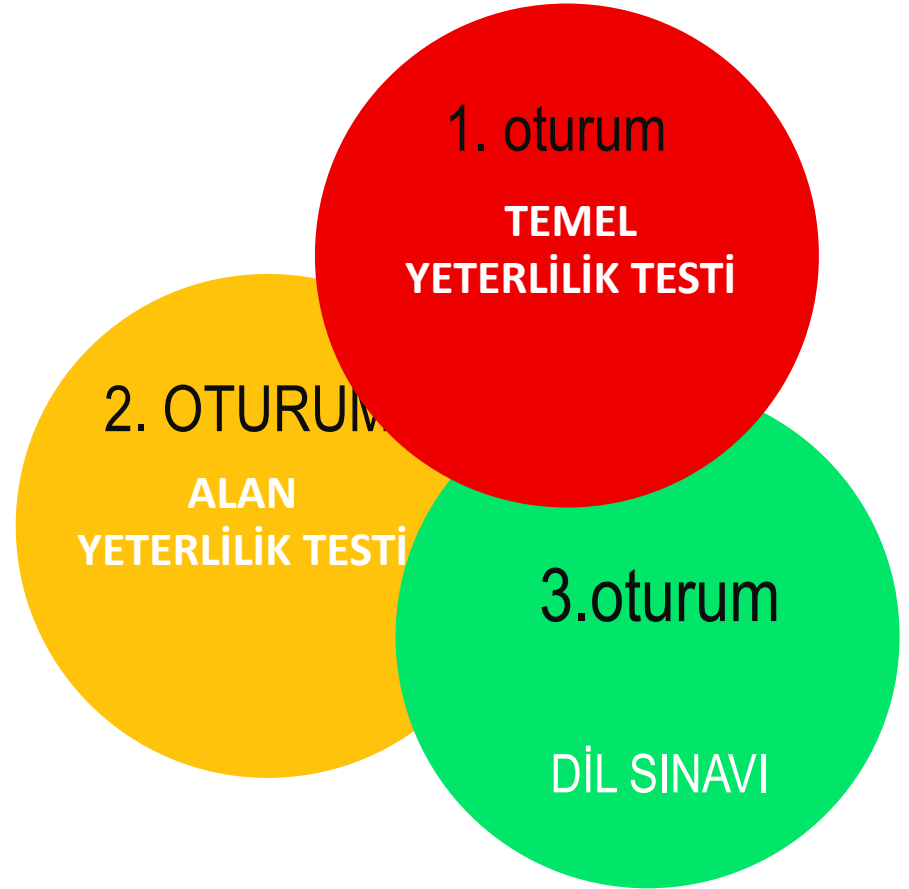 1. oturum
TEMEL
YETERLİLİK TESTİ
2. OTURUM
ALAN
YETERLİLİK TESTİ
3.oturum
DİL SINAVI